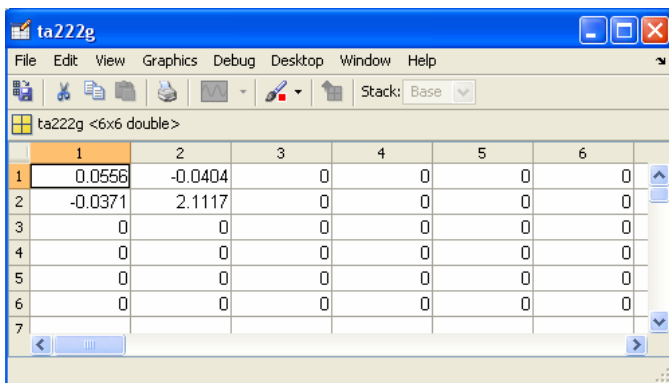 ta222g
File Edit View Graphics Debug Desktop Window Help
Stack: Base
ta222g <6x6 double>
1 2 3 4 5 6
1 0.0556 -0.0404 0 0 0 0
2 -0.0371 2.1117 0 0 0 0
3 0 0 0 0 0 0
4 0 0 0 0 0 0
5 0 0 0 0 0 0
6 0 0 0 0 0 0
7